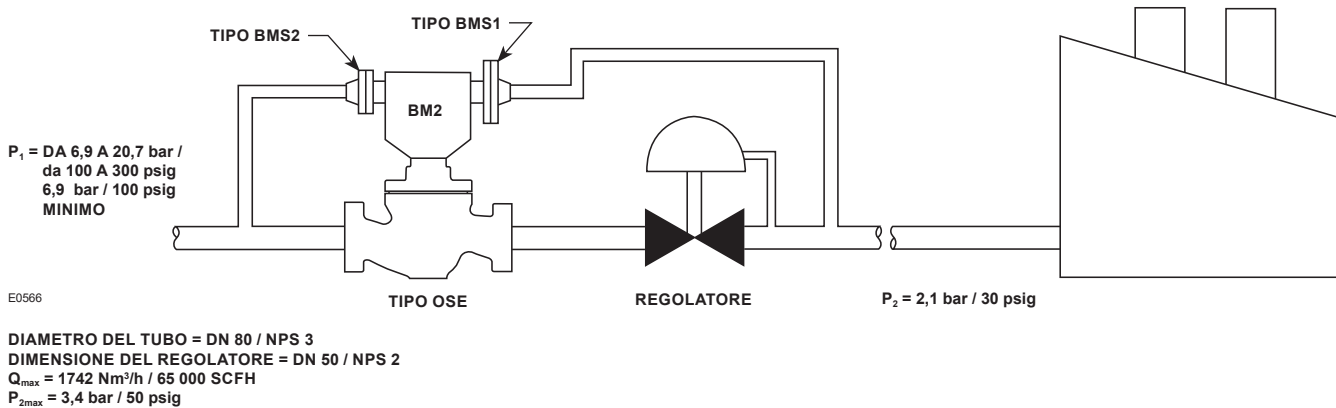 TIPO BMS2
TIPO BMS1
BM2
P₁ = DA 6,9 A 20,7 bar /
da 100 A 300 psig
6,9 bar / 100 psig
MINIMO
E0566
TIPO OSE
REGOLATORE
P₂ = 2,1 bar / 30 psig
DIAMETRO DEL TUBO = DN 80 / NPS 3
DIMENSIONE DEL REGOLATORE = DN 50 / NPS 2
Qmax = 1742 Nm³/h / 65 000 SCFH
P2max = 3,4 bar / 50 psig